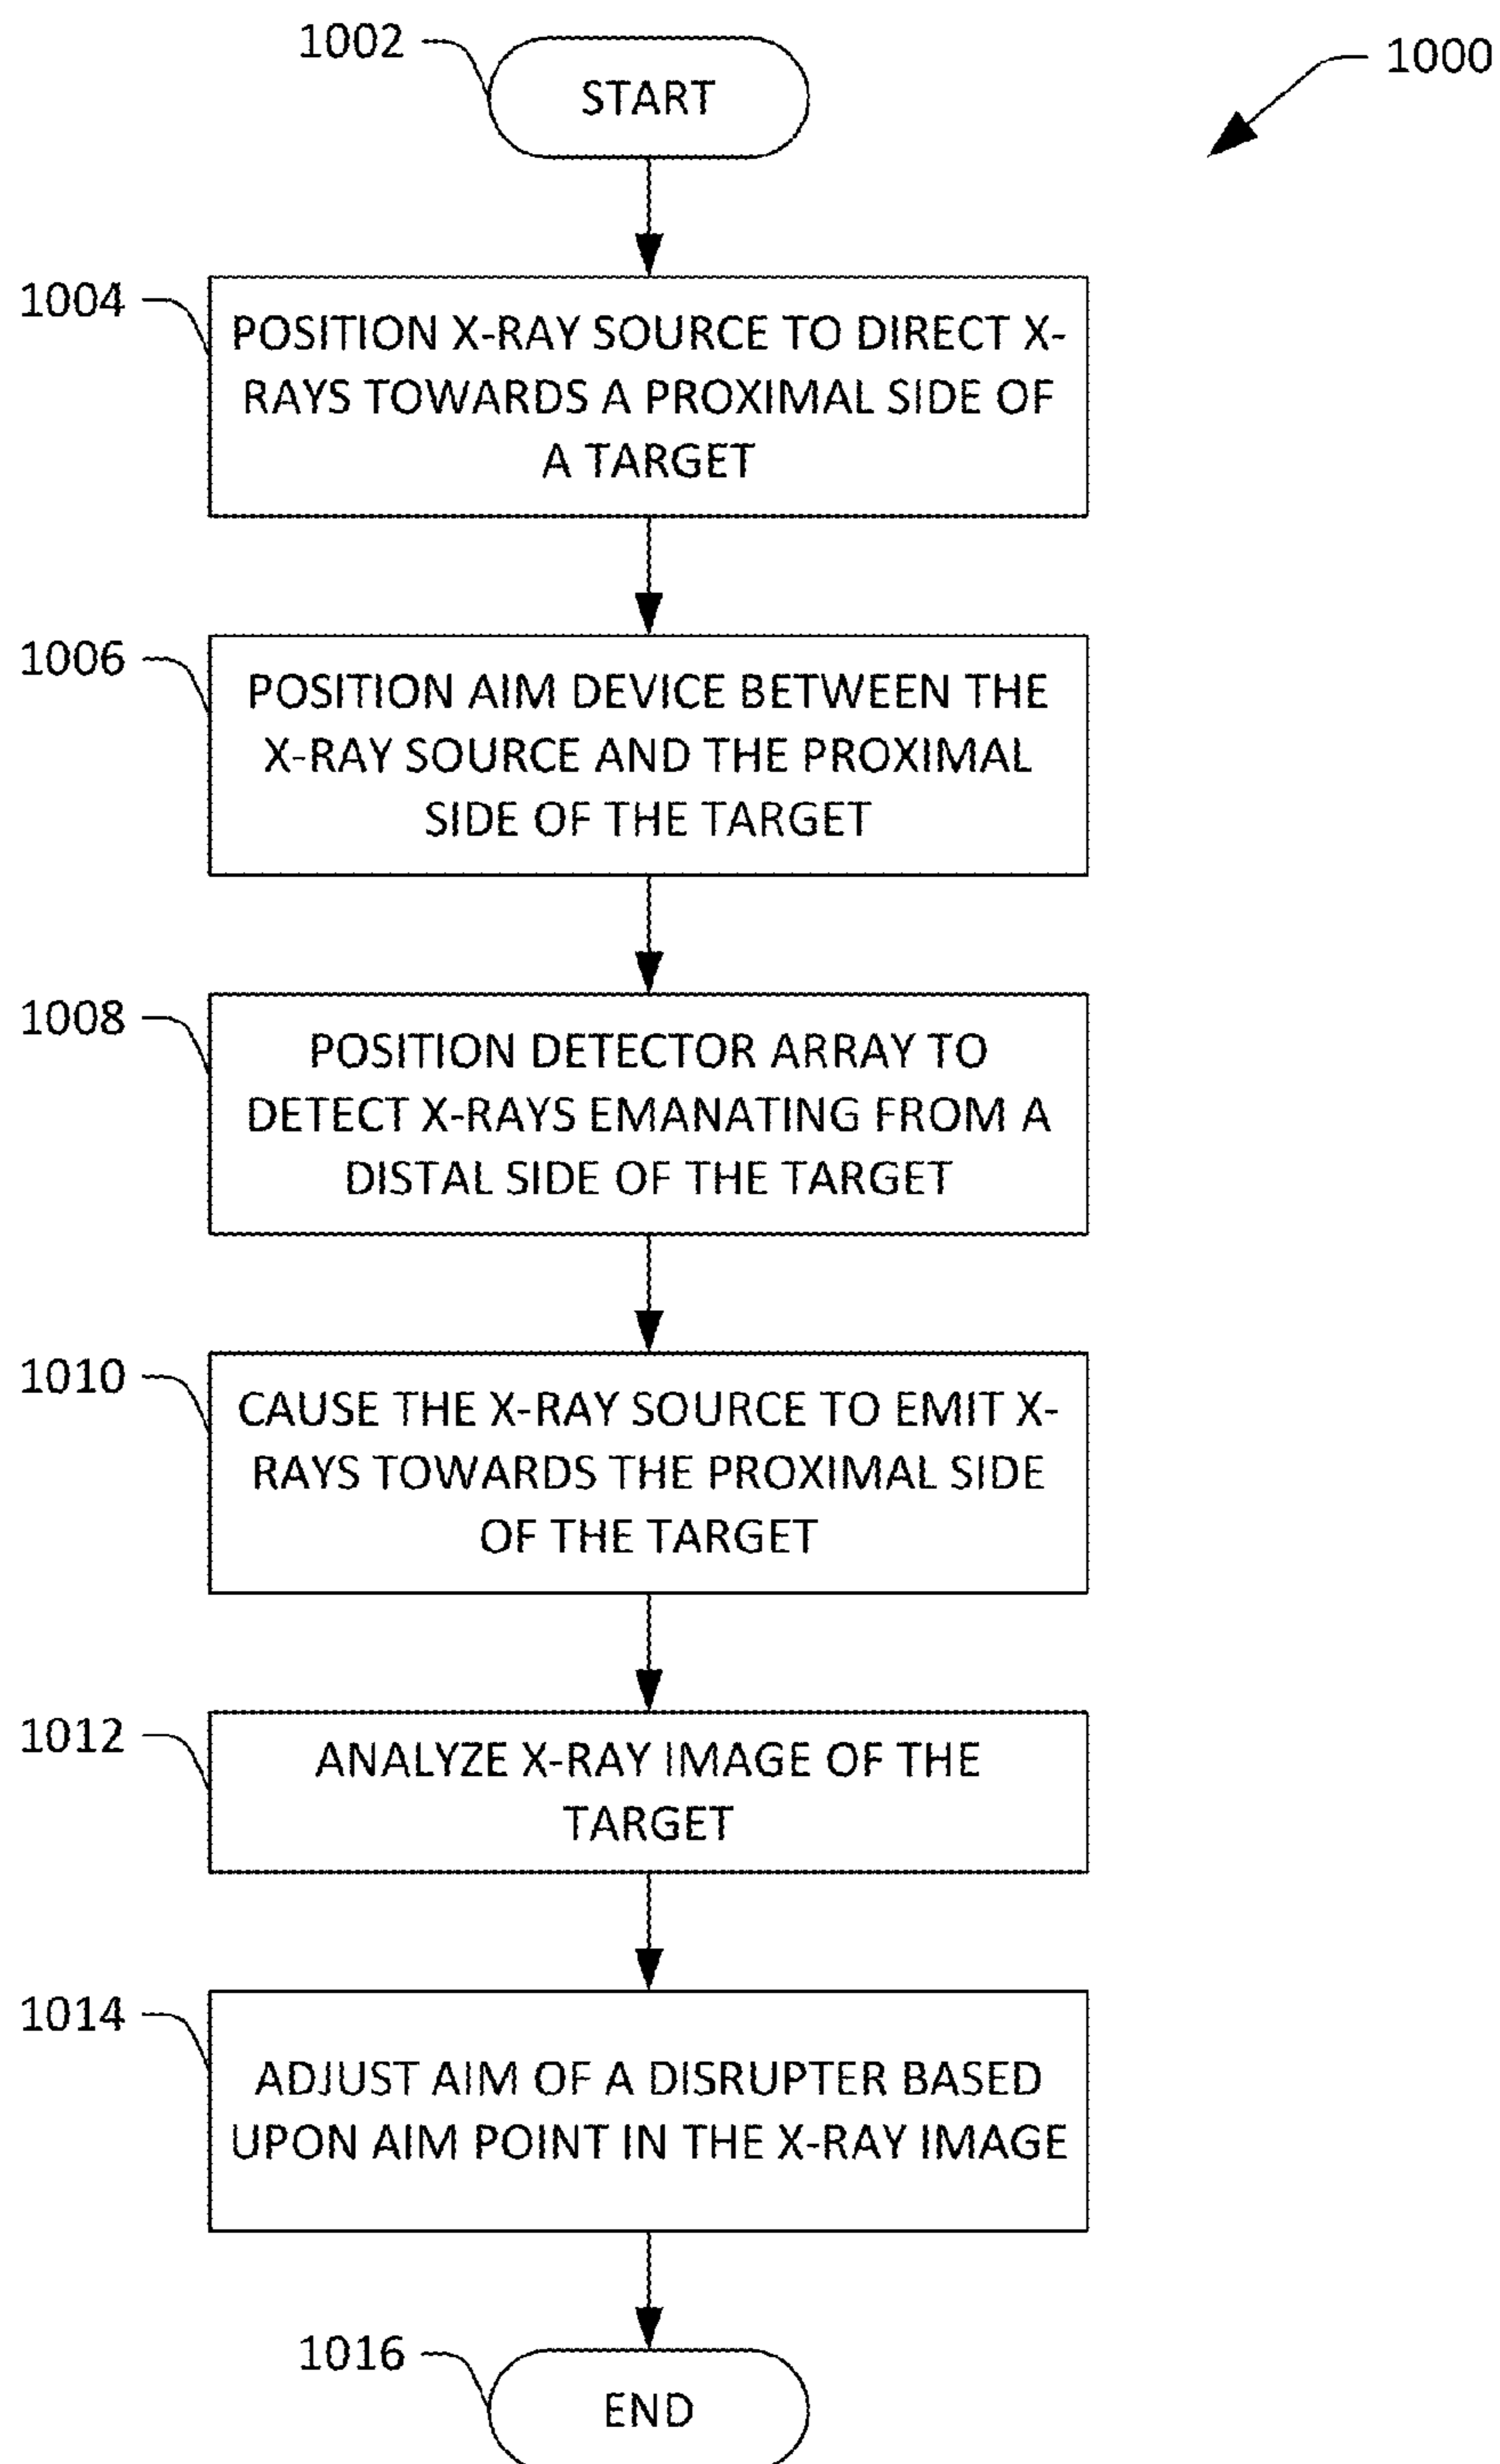 1002
START
1000
1004
POSITION X-RAY SOURCE TO DIRECT X-
RAYS TOWARDS A PROXIMAL SIDE OF
A TARGET
1006
POSITION AIM DEVICE BETWEEN THE
X-RAY SOURCE AND THE PROXIMAL
SIDE OF THE TARGET
1008
POSITION DETECTOR ARRAY TO
DETECT X-RAYS EMANATING FROM A
DISTAL SIDE OF THE TARGET
1010
CAUSE THE X-RAY SOURCE TO EMIT X-
RAYS TOWARDS THE PROXIMAL SIDE
OF THE TARGET
1012
ANALYZE X-RAY IMAGE OF THE
TARGET
1014
ADJUST AIM OF A DISRUPTER BASED
UPON AIM POINT IN THE X-RAY IMAGE
1016
END